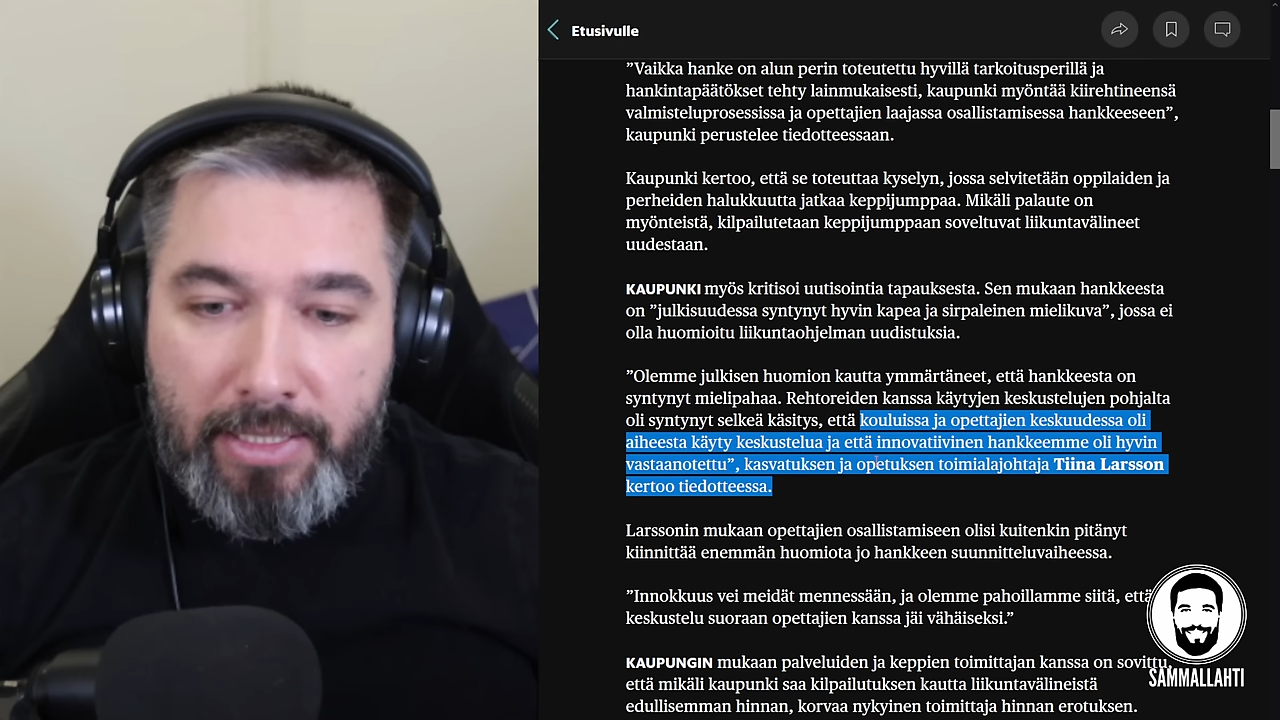 Etusivulle
”Vaikka hanke on alun perin toteutettu hyvillä tarkoitusperillä ja
hankintapäätökset tehty lainmukaisesti, kaupunki myöntää kiirehtineensä
valmisteluprosessissa ja opettajien laajassa osallistamisessa hankkeeseen”,
kaupunki perustelee tiedotteessaan.
Kaupunki kertoo, että se toteuttaa kyselyn, jossa selvitetään oppilaiden ja
perheiden halukkuutta jatkaa keppijumppaa. Mikäli palaute on
myönteistä, kilpailutetaan keppijumppaan soveltuvat liikuntavälineet
uudestaan.
KAUPUNKI myös kritisoi uutisointia tapauksesta. Sen mukaan hankkeesta
on ”julkisuudessa syntynyt hyvin kapea ja sirpaleinen mielikuva”, jossa ei
olla huomioitu liikuntaohjelman uudistuksia.
”Olemme julkisen huomion kautta ymmärtäneet, että hankkeesta on
syntynyt mielipahaa. Rehtoreiden kanssa käytyjen keskustelujen pohjalta
oli syntynyt selkeä käsitys, että kouluissa ja opettajien keskuudessa oli
aiheesta käyty keskustelua ja että innovatiivinen hankkeemme oli hyvin
vastaanotettu”, kasvatuksen ja opetuksen toimialajohtaja Tiina Larsson
kertoo tiedotteessa.
Larssonin mukaan opettajien osallistamiseen olisi kuitenkin pitänyt
kiinnittää enemmän huomiota jo hankkeen suunnitteluvaiheessa.
”Innokkuus vei meidät mennessään, ja olemme pahoillamme siitä, että
keskustelu suoraan opettajien kanssa jäi vähäiseksi.”
KAUPUNGIN mukaan palveluiden ja keppien toimittajan kanssa on sovittu,
että mikäli kaupunki saa kilpailutuksen kautta liikuntavälineistä
edullisemman hinnan, korvaa nykyinen toimittaja hinnan erotuksen.
SAMMALLAHTI